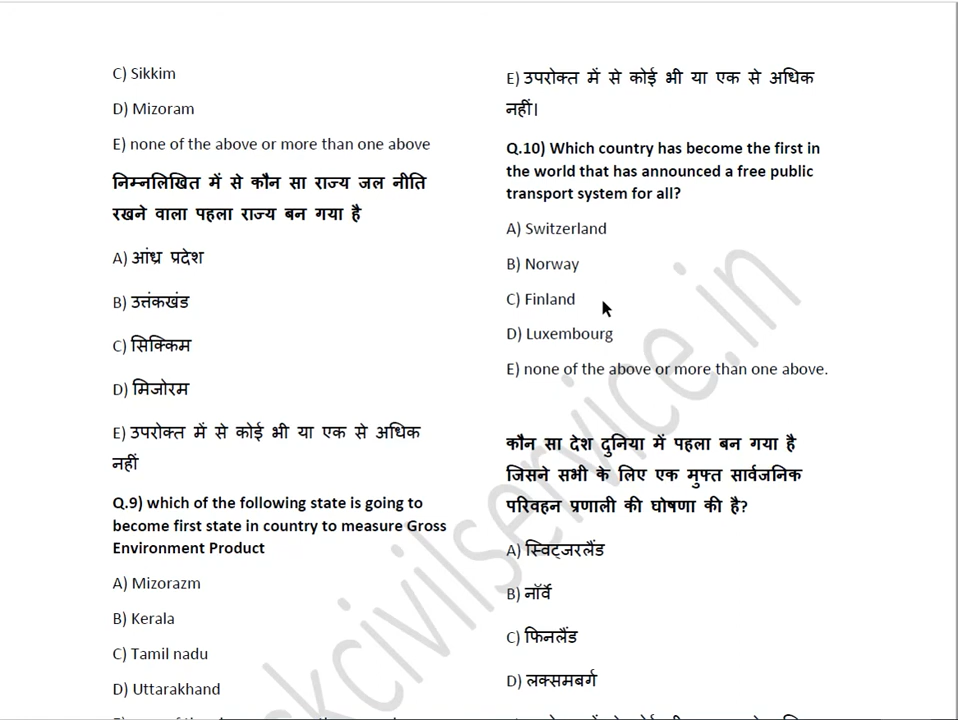 C) Sikkim
D) Mizoram
E) none of the above or more than one above
निम्नलिखित में से कौन सा राज्य जल नीति
रखने वाला पहला राज्य बन गया है
A) आंध्र प्रदेश
B) उत्तंकखंड
C) सिक्किम
D) मिजोरम
E) उपरोक्त में से कोई भी या एक से अधिक
नहीं
Q.9) which of the following state is going to
become first state in country to measure Gross
Environment Product
A) Mizorazm
B) Kerala
C) Tamil nadu
D) Uttarakhand
E) उपरोक्त में से कोई भी या एक से अधिक
नहीं।
Q.10) Which country has become the first in
the world that has announced a free public
transport system for all?
A) Switzerland
B) Norway
C) Finland
D) Luxembourg
E) none of the above or more than one above.
कौन सा देश दुनिया में पहला बन गया है
जिसने सभी के लिए एक मुफ्त सार्वजनिक
परिवहन प्रणाली की घोषणा की है?
A) स्विट्जरलैंड
B) नॉर्वे
C) फिनलैंड
D) लक्समबर्ग
skcivilservice.in